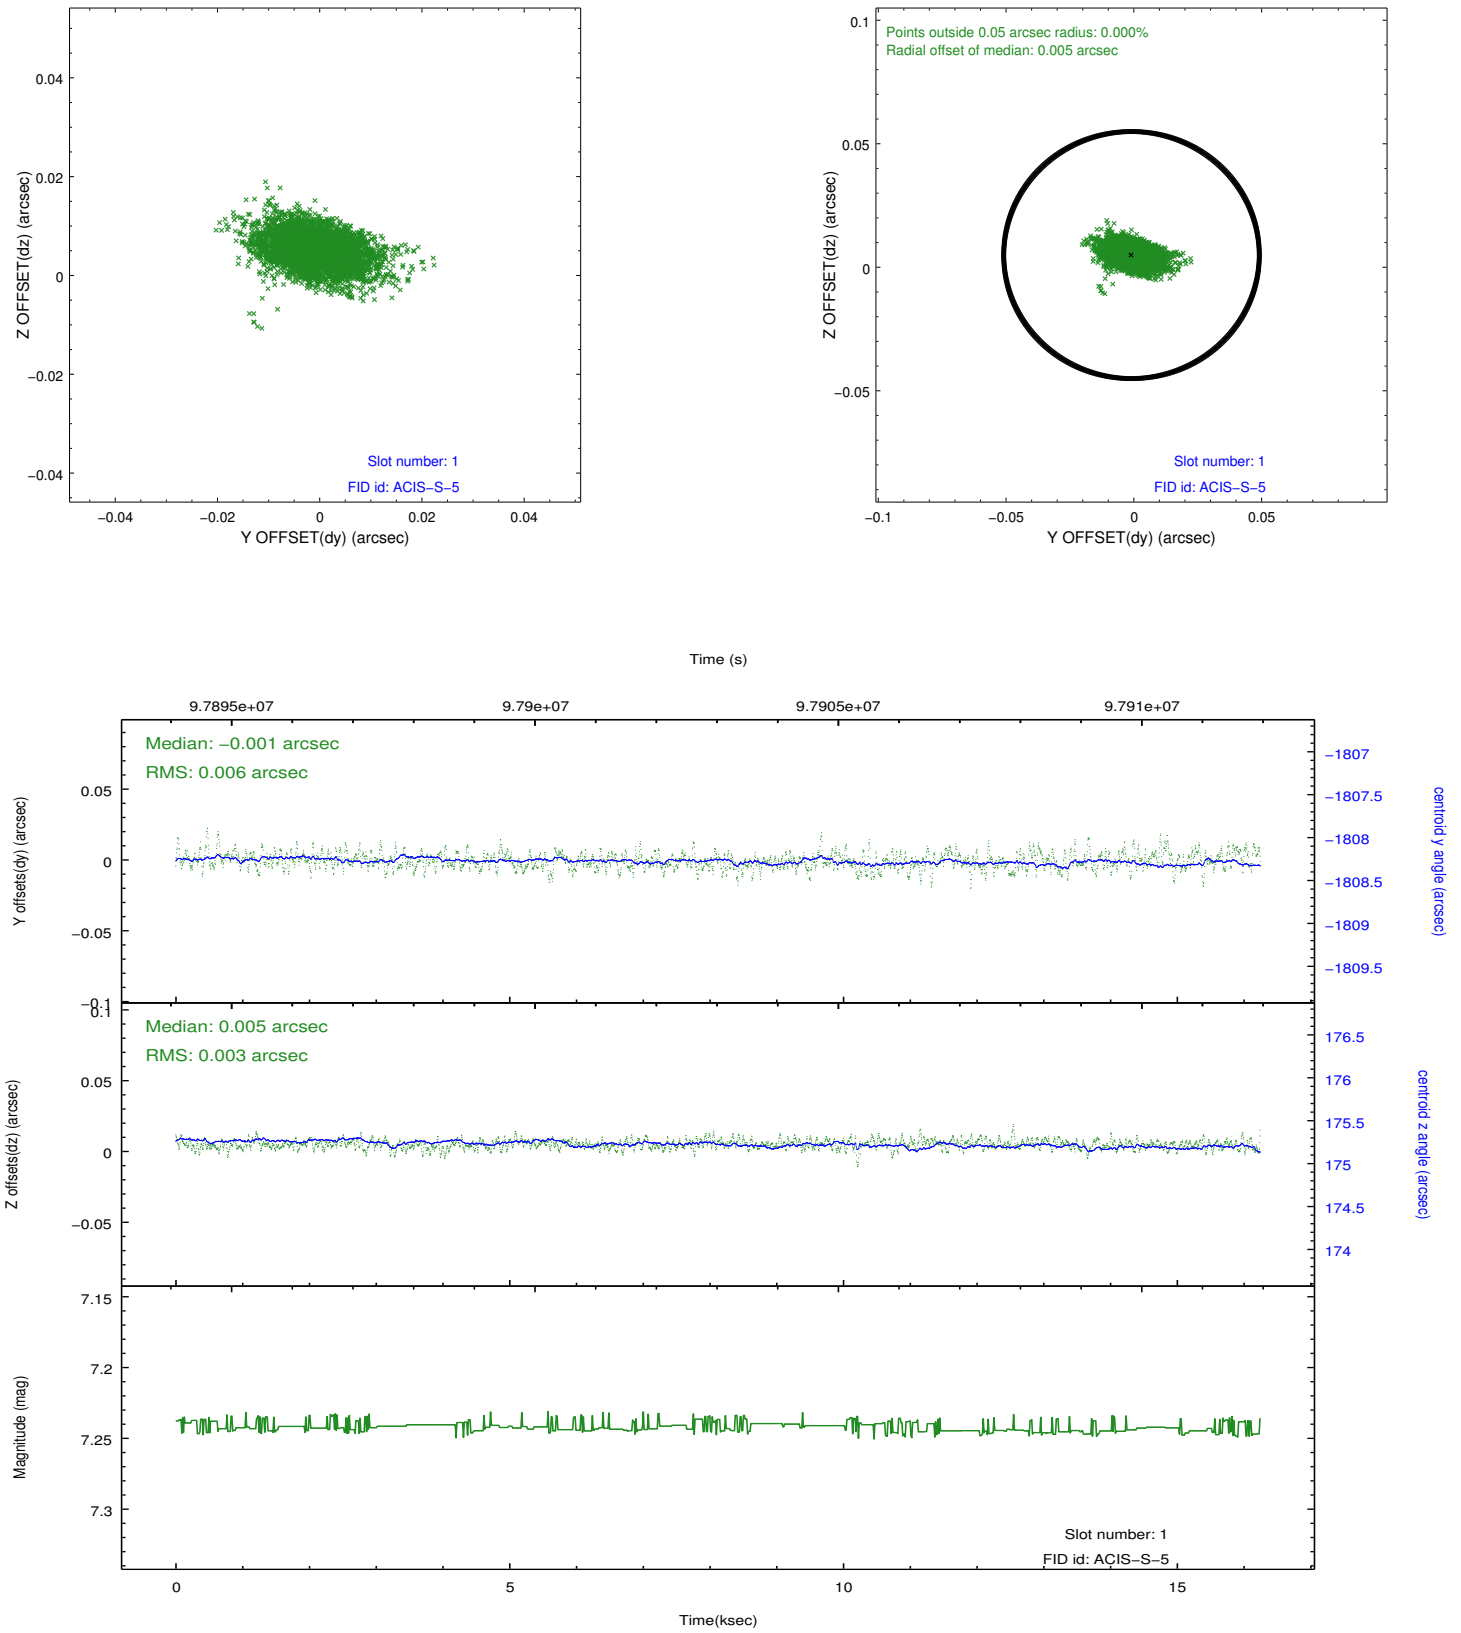 0.04
0.02
0
−0.02
−0.04
Z OFFSET(dz) (arcsec)
Slot number: 1
FID id: ACIS−S−5
−0.04
−0.02
0
0.02
0.04
Y OFFSET(dy) (arcsec)
Points outside 0.05 arcsec radius: 0.000%
Radial offset of median: 0.005 arcsec
0.1
0.05
0
−0.05
Z OFFSET(dz) (arcsec)
Slot number: 1
FID id: ACIS−S−5
−0.1
−0.05
0
0.05
Y OFFSET(dy) (arcsec)
Time (s)
9.7895e+07
9.79e+07
9.7905e+07
9.791e+07
Median: −0.001 arcsec
RMS: 0.006 arcsec
0.05
0
−0.05
−0.1
Y offsets(dy) (arcsec)
−1807
−1807.5
−1808
−1808.5
−1809
−1809.5
centroid y angle (arcsec)
Median: 0.005 arcsec
RMS: 0.003 arcsec
0.1
0.05
0
−0.05
Z offsets(dz) (arcsec)
176.5
176
175.5
175
174.5
174
centroid z angle (arcsec)
7.15
7.2
7.25
7.3
Magnitude (mag)
Slot number: 1
FID id: ACIS−S−5
0
5
10
15
Time(ksec)